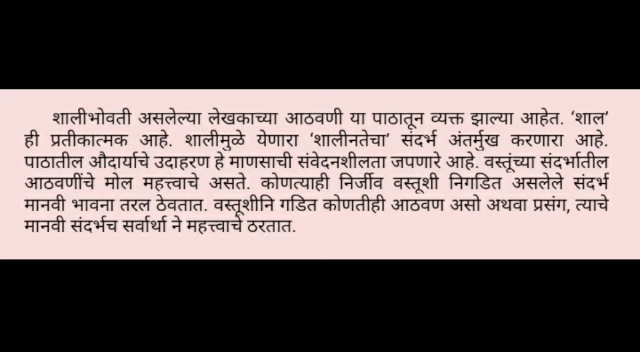 शालीभोवती असलेल्या लेखकाच्या आठवणी या पाठातून व्यक्त झाल्या आहेत. ‘शाल’
ही प्रतीकात्मक आहे. शालीमुळे येणारा ‘शालीनतेचा’ संदर्भ अंतर्मुख करणारा आहे.
पाठातील औदार्याचे उदाहरण हे माणसाची संवेदनशीलता जपणारे आहे. वस्तूंच्या संदर्भातील
आठवणींचे मोल महत्त्वाचे असते. कोणत्याही निर्जीव वस्तूशी निगडित असलेले संदर्भ
मानवी भावना तरल ठेवतात. वस्तूशीनि गडित कोणतीही आठवण असो अथवा प्रसंग, त्याचे
मानवी संदर्भच सर्वार्था ने महत्त्वाचे ठरतात.